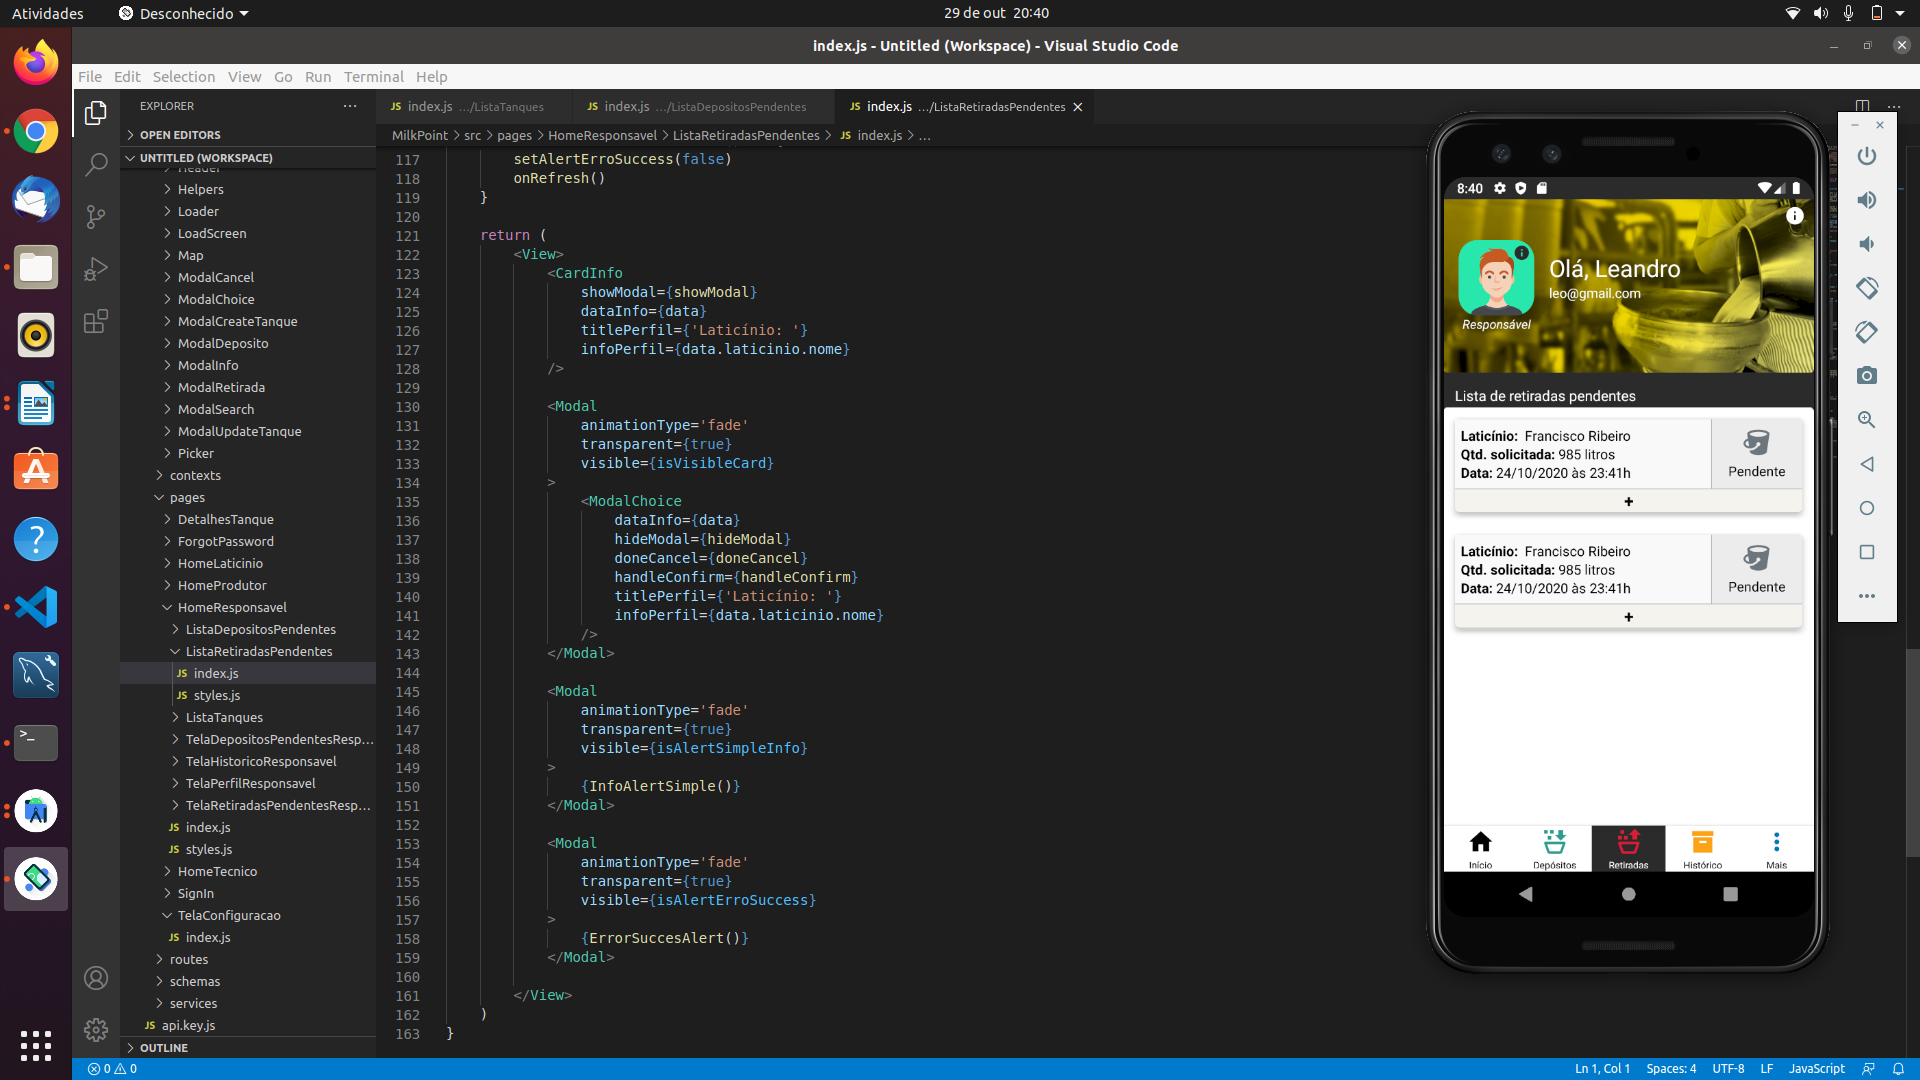 Atividades
Desconhecido
29 de out 20:40
index.js - Untitled (Workspace) - Visual Studio Code
File Edit Selection View Go Run Terminal Help
EXPLORER
OPEN EDITORS
UNTITLED (WORKSPACE)
Header
Helpers
Loader
LoadScreen
Map
ModalCancel
ModalChoice
ModalCreateTanque
ModalDeposito
ModalInfo
ModalRetirada
ModalSearch
ModalUpdateTanque
Picker
contexts
pages
DetalhesTanque
ForgotPassword
HomeLaticinio
HomeProdutor
HomeResponsavel
ListaDepositosPendentes
ListaRetiradasPendentes
JS index.js
JS styles.js
ListaTanques
TelaDepositosPendentesResp...
TelaHistoricoResponsavel
TelaPerfilResponsavel
TelaRetiradasPendentesResp...
JS index.js
JS styles.js
HomeTecnico
SignIn
TelaConfiguracao
JS index.js
routes
schemas
services
JS api.key.js
OUTLINE
JS index.js .../ListaTanques
JS index.js .../ListaDepositosPendentes
JS index.js .../ListaRetiradasPendentes
MilkPoint > src > pages > HomeResponsavel > ListaRetiradasPendentes > JS index.js > ...
117 setAlertErroSuccess(false)
118 onRefresh()
119 }
120
121 return (
122 <View>
123 <CardInfo
124 showModal={showModal}
125 dataInfo={data}
126 titlePerfil={'Laticínio: '}
127 infoPerfil={data.laticinio.nome}
128 />
129
130 <Modal
131 animationType='fade'
132 transparent={true}
133 visible={isVisibleCard}
134 >
135 <ModalChoice
136 dataInfo={data}
137 hideModal={hideModal}
138 doneCancel={doneCancel}
139 handleConfirm={handleConfirm}
140 titlePerfil={'Laticínio: '}
141 infoPerfil={data.laticinio.nome}
142 />
143 </Modal>
144
145 <Modal
146 animationType='fade'
147 transparent={true}
148 visible={isAlertSimpleInfo}
149 >
150 {InfoAlertSimple()}
151 </Modal>
152
153 <Modal
154 animationType='fade'
155 transparent={true}
156 visible={isAlertErroSuccess}
157 >
158 {ErrorSuccesAlert()}
159 </Modal>
160
161 </View>
162 )
163 }
8:40
Olá, Leandro
leo@gmail.com
Responsável
Lista de retiradas pendentes
Laticínio: Francisco Ribeiro
Qtd. solicitada: 985 litros
Data: 24/10/2020 às 23:41h
Pendente
+
Laticínio: Francisco Ribeiro
Qtd. solicitada: 985 litros
Data: 24/10/2020 às 23:41h
Pendente
+
Início Depósitos Retiradas Histórico Mais
0 0
Ln 1, Col 1 Spaces: 4 UTF-8 LF JavaScript